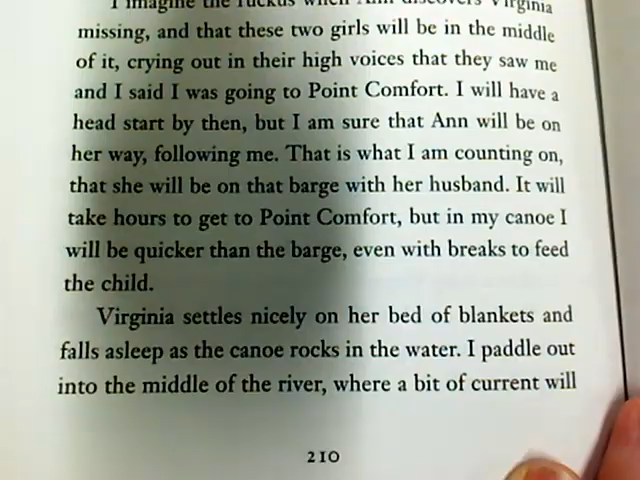 I imagine the ruckus when Ann discovers Virginia
missing, and that these two girls will be in the middle
of it, crying out in their high voices that they saw me
and I said I was going to Point Comfort. I will have a
head start by then, but I am sure that Ann will be on
her way, following me. That is what I am counting on,
that she will be on that barge with her husband. It will
take hours to get to Point Comfort, but in my canoe I
will be quicker than the barge, even with breaks to feed
the child.
Virginia settles nicely on her bed of blankets and
falls asleep as the canoe rocks in the water. I paddle out
into the middle of the river, where a bit of current will
210